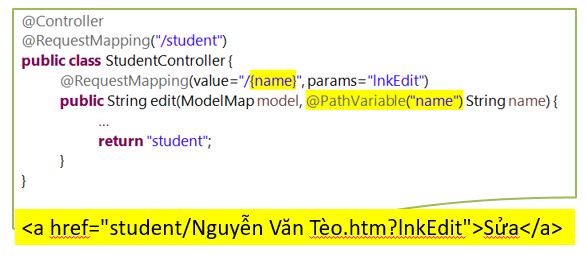 @Controller
@RequestMapping("/student")
public class StudentController {
@RequestMapping(value="/{name}", params="lnkEdit")
public String edit(ModelMap model, @PathVariable("name") String name) {
...
return "student";
}
}
<a href="student/Nguyễn Văn Tèo.htm?lnkEdit">Sửa</a>